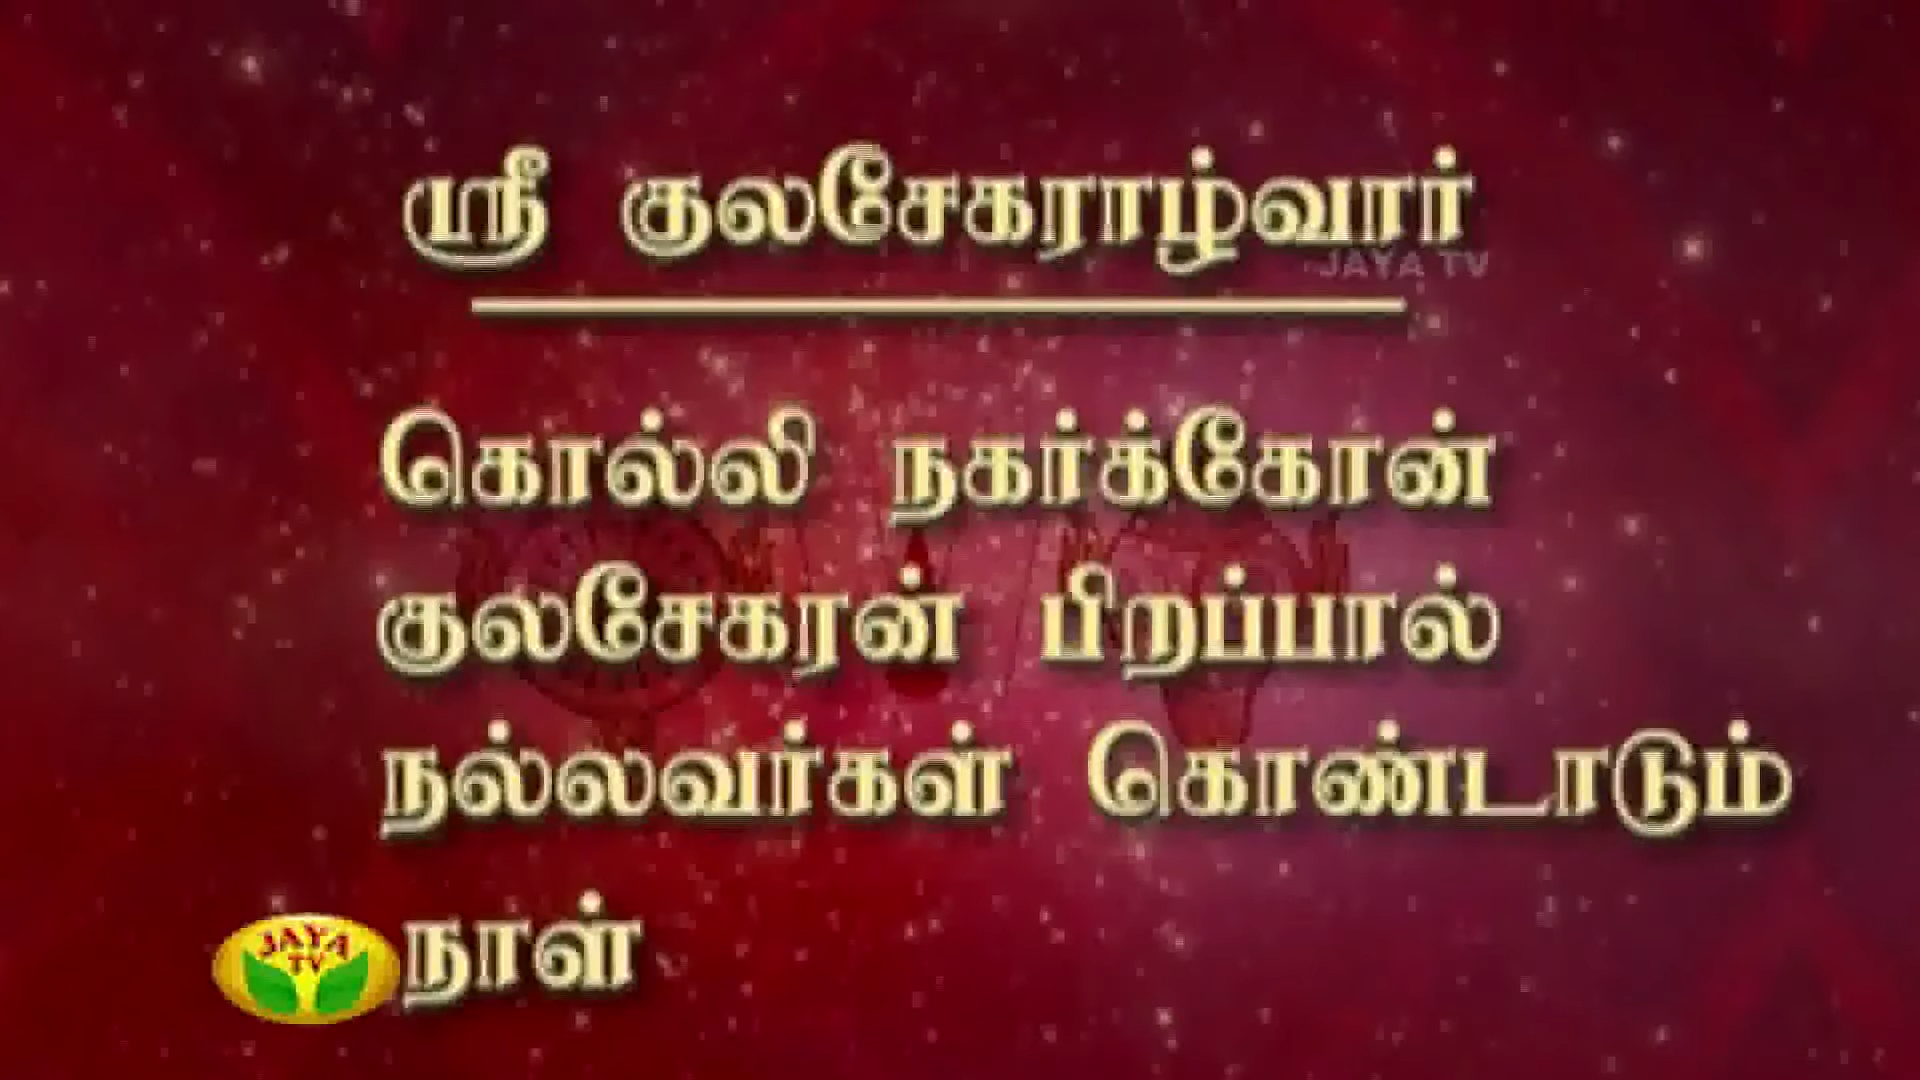 ஸ்ரீ குலசேகராழ்வார்
JAYA TV
கொல்லி நகர்க்கோன்
குலசேகரன் பிறப்பால்
நல்லவர்கள் கொண்டாடும்
நாள்
JAYA
TV